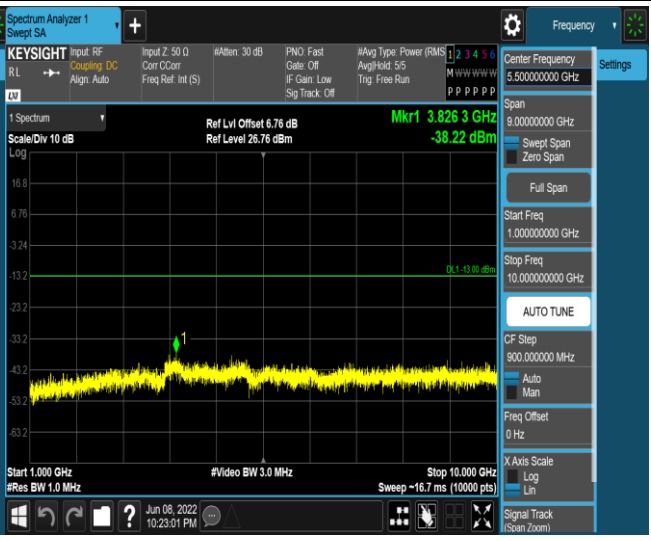 Spectrum Analyzer 1
Swept SA
Frequency
KEYSIGHT
RL
LXI
Input: RF
Coupling: DC
Align: Auto
Input Z: 50 Ω
Corr CCorr
Freq Ref: Int (S)
#Atten: 30 dB
PNO: Fast
Gate: Off
IF Gain: Low
Sig Track: Off
#Avg Type: Power (RMS
Avg|Hold: 5/5
Trig: Free Run
1 2 3 4 5 6
M W W W W W
P P P P P P
1 Spectrum
Scale/Div 10 dB
Log
Ref Lvl Offset 6.76 dB
Ref Level 26.76 dBm
Mkr1 3.826 3 GHz
-38.22 dBm
16.8
6.76
-3.24
-13.2
DL1 -13.00 dBm
-23.2
-33.2
1
-43.2
-53.2
-63.2
Start 1.000 GHz
#Res BW 1.0 MHz
#Video BW 3.0 MHz
Stop 10.000 GHz
Sweep ~16.7 ms (10000 pts)
?
Jun 08, 2022
10:23:01 PM
Center Frequency
5.500000000 GHz
Settings
Span
9.00000000 GHz
Swept Span
Zero Span
Full Span
Start Freq
1.000000000 GHz
Stop Freq
10.000000000 GHz
AUTO TUNE
CF Step
900.000000 MHz
Auto
Man
Freq Offset
0 Hz
X Axis Scale
Log
Lin
Signal Track
(Span Zoom)